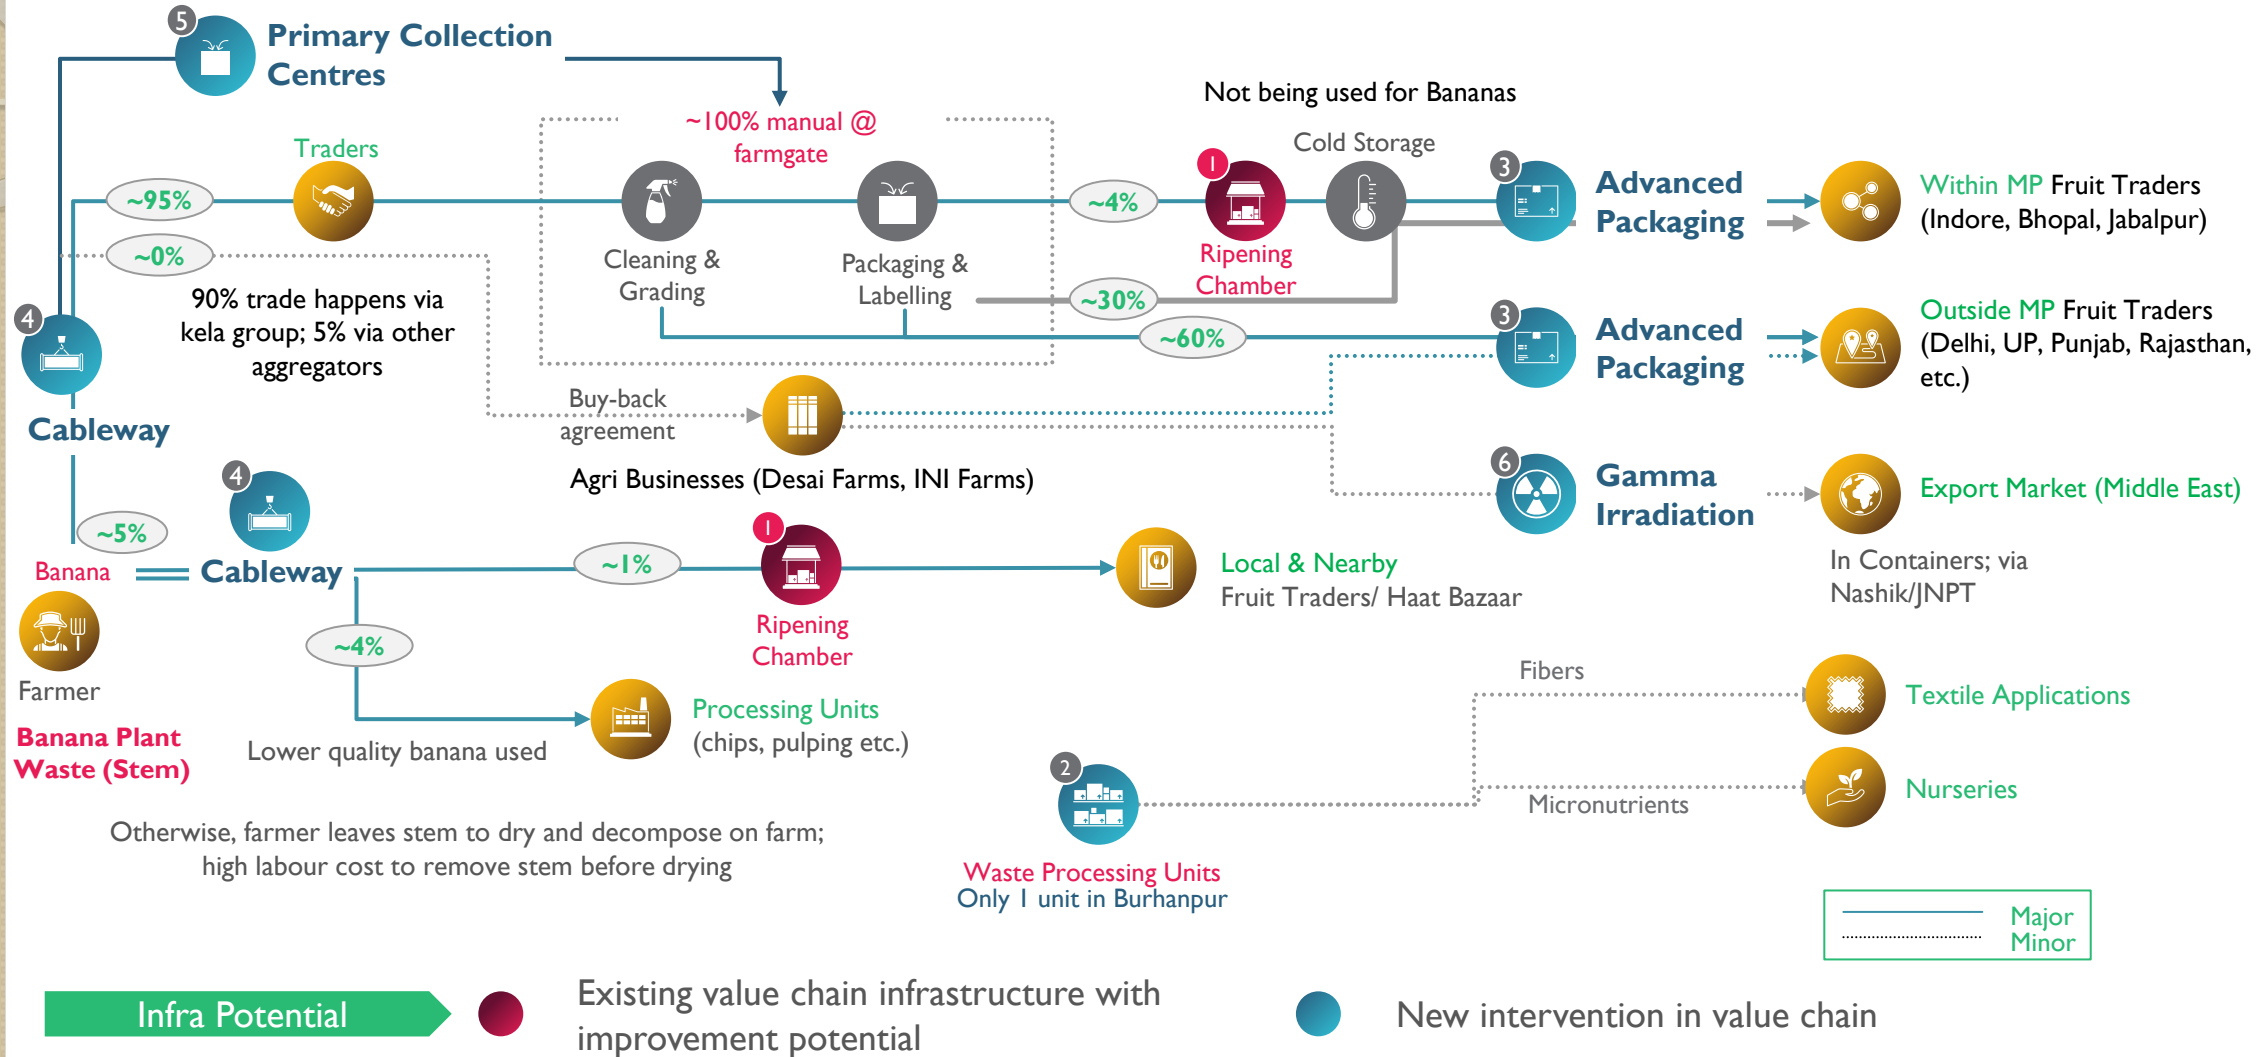 5
Primary Collection
Centres
Not being used for Bananas
~100% manual @
farmgate
Traders
Cold Storage
1
3
~95%
~4%
Advanced
Packaging
Within MP Fruit Traders
(Indore, Bhopal, Jabalpur)
~0%
Cleaning &
Grading
Packaging &
Labelling
Ripening
Chamber
90% trade happens via
kela group; 5% via other
aggregators
~30%
~60%
4
3
Advanced
Packaging
Outside MP Fruit Traders
(Delhi, UP, Punjab, Rajasthan,
etc.)
Cableway
Buy-back
agreement
Agri Businesses (Desai Farms, INI Farms)
4
6
Gamma
Irradiation
Export Market (Middle East)
In Containers; via
Nashik/JNPT
~5%
Banana
Cableway
~1%
1
Ripening
Chamber
Local & Nearby
Fruit Traders/ Haat Bazaar
~4%
Farmer
Banana Plant
Waste (Stem)
Lower quality banana used
Processing Units
(chips, pulping etc.)
Fibers
Textile Applications
2
Micronutrients
Nurseries
Otherwise, farmer leaves stem to dry and decompose on farm;
high labour cost to remove stem before drying
Waste Processing Units
Only 1 unit in Burhanpur
Major
Minor
Infra Potential
Existing value chain infrastructure with
improvement potential
New intervention in value chain